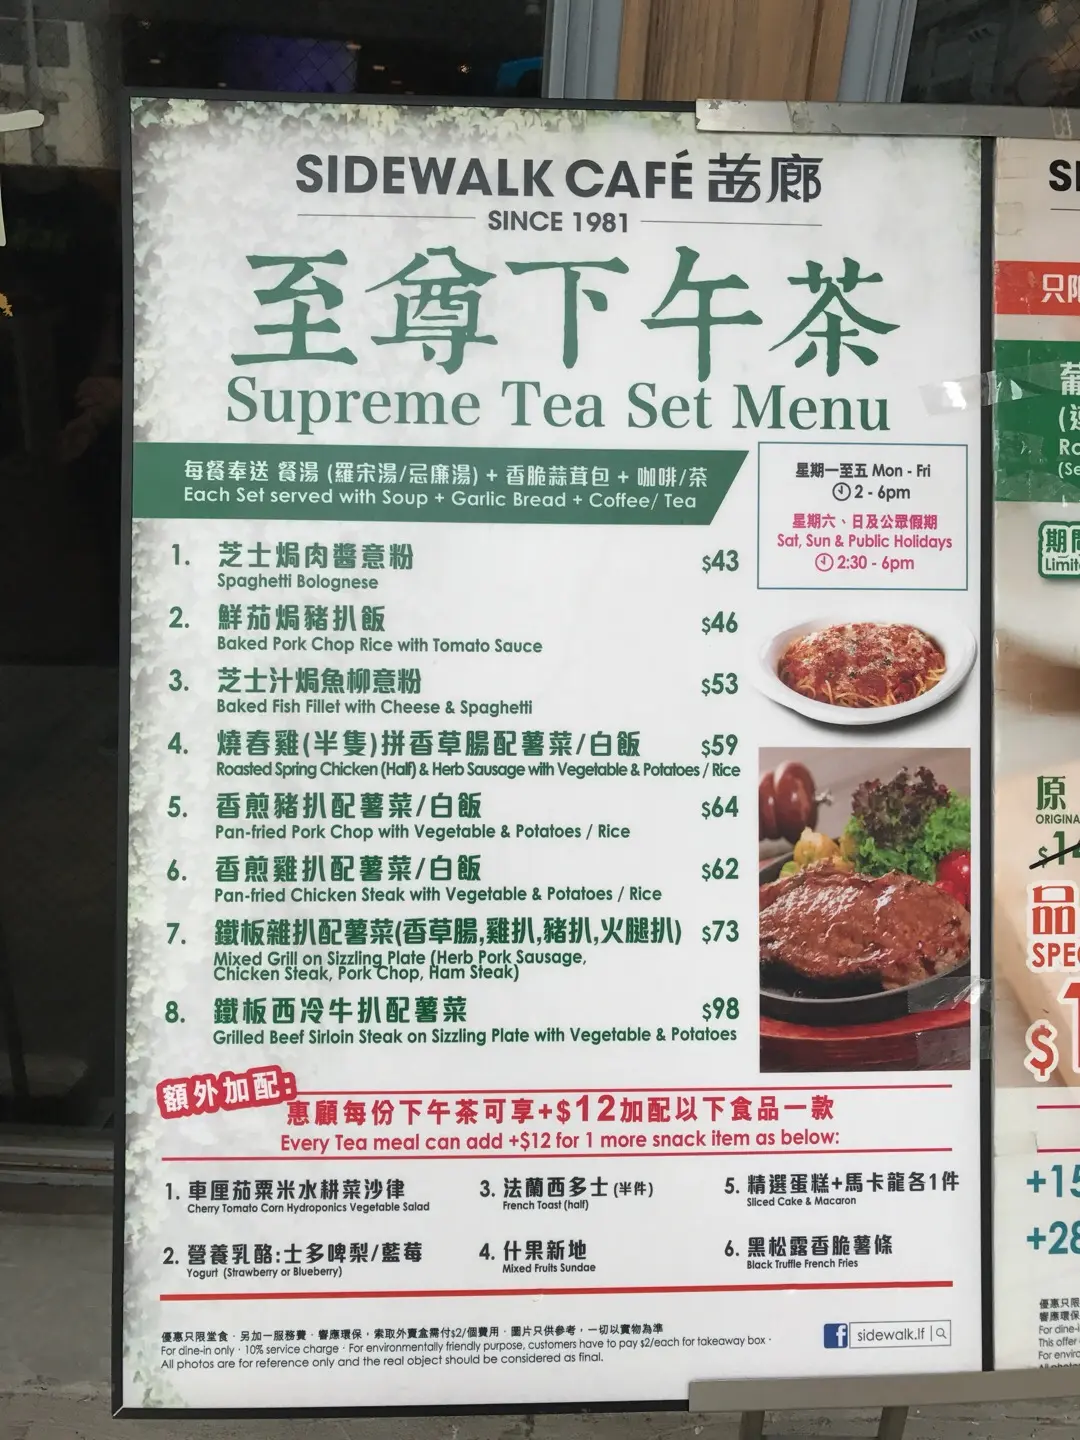 SIDEWALK CAFÉ 茜廊
SINCE 1981
至尊下午茶
Supreme Tea Set Menu
每餐奉送 餐湯 (羅宋湯/忌廉湯) + 香脆蒜茸包 + 咖啡/茶
Each Set served with Soup + Garlic Bread + Coffee/ Tea
星期一至五 Mon - Fri
2 - 6pm
星期六、日及公眾假期
Sat, Sun & Public Holidays
2:30 - 6pm
1. 芝士焗肉醬意粉 $43
Spaghetti Bolognese
2. 鮮茄焗豬扒飯 $46
Baked Pork Chop Rice with Tomato Sauce
3. 芝士汁焗魚柳意粉 $53
Baked Fish Fillet with Cheese & Spaghetti
4. 燒春雞(半隻)拼香草腸配薯菜/白飯 $59
Roasted Spring Chicken (Half) & Herb Sausage with Vegetable & Potatoes / Rice
5. 香煎豬扒配薯菜/白飯 $64
Pan-fried Pork Chop with Vegetable & Potatoes / Rice
6. 香煎雞扒配薯菜/白飯 $62
Pan-fried Chicken Steak with Vegetable & Potatoes / Rice
7. 鐵板雜扒配薯菜(香草腸,雞扒,豬扒,火腿扒) $73
Mixed Grill on Sizzling Plate (Herb Pork Sausage,
Chicken Steak, Pork Chop, Ham Steak)
8. 鐵板西冷牛扒配薯菜 $98
Grilled Beef Sirloin Steak on Sizzling Plate with Vegetable & Potatoes
額外加配:
惠顧每份下午茶可享+$12加配以下食品一款
Every Tea meal can add +$12 for 1 more snack item as below:
1. 車厘茄粟米水耕菜沙律
Cherry Tomato Corn Hydroponics Vegetable Salad
2. 營養乳酪:士多啤梨/藍莓
Yogurt (Strawberry or Blueberry)
3. 法蘭西多士 (半件)
French Toast (half)
4. 什果新地
Mixed Fruits Sundae
5. 精選蛋糕+馬卡龍各1件
Sliced Cake & Macaron
6. 黑松露香脆薯條
Black Truffle French Fries
優惠只限堂食．另加一服務費．響應環保，索取外賣盒需付$2/個費用．圖片只供參考，一切以實物為準
For dine-in only · 10% service charge · For environmentally friendly purpose, customers have to pay $2/each for takeaway box ·
All photos are for reference only and the real object should be considered as final.
f sidewalk.lf
SI
只限
Limit
原
ORIGINA
品
SPEC
$1
+15
+28
優惠只限
響應環保
For dine-i
This offer
For enviro